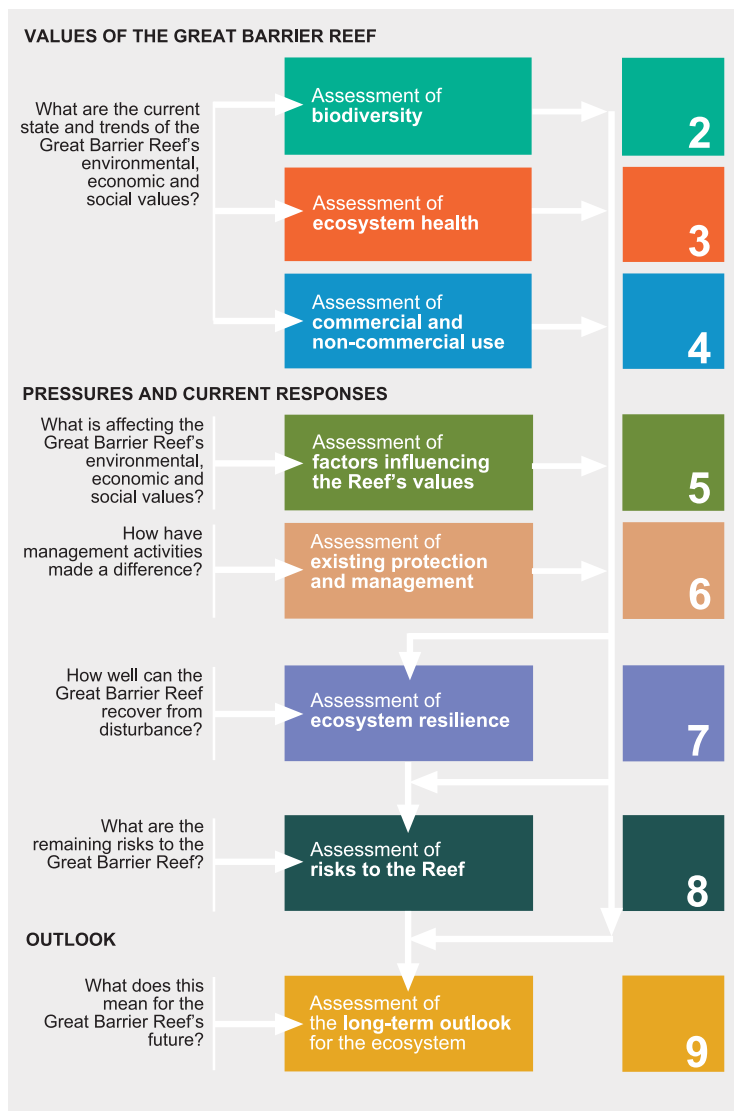 VALUES OF THE GREAT BARRIER REEF
What are the current
state and trends of the
Great Barrier Reef's
environmental,
economic and
social values?
Assessment of
biodiversity
2
Assessment of
ecosystem health
3
Assessment of
commercial and
non-commercial use
4
PRESSURES AND CURRENT RESPONSES
What is affecting the
Great Barrier Reef's
environmental,
economic and
social values?
Assessment of
factors influencing
the Reef's values
5
How have
management activities
made a difference?
Assessment of
existing protection
and management
6
How well can the
Great Barrier Reef
recover from
disturbance?
Assessment of
ecosystem resilience
7
What are the
remaining risks to the
Great Barrier Reef?
Assessment of
risks to the Reef
8
OUTLOOK
What does this
mean for the
Great Barrier Reef's
future?
Assessment of
the long-term outlook
for the ecosystem
9